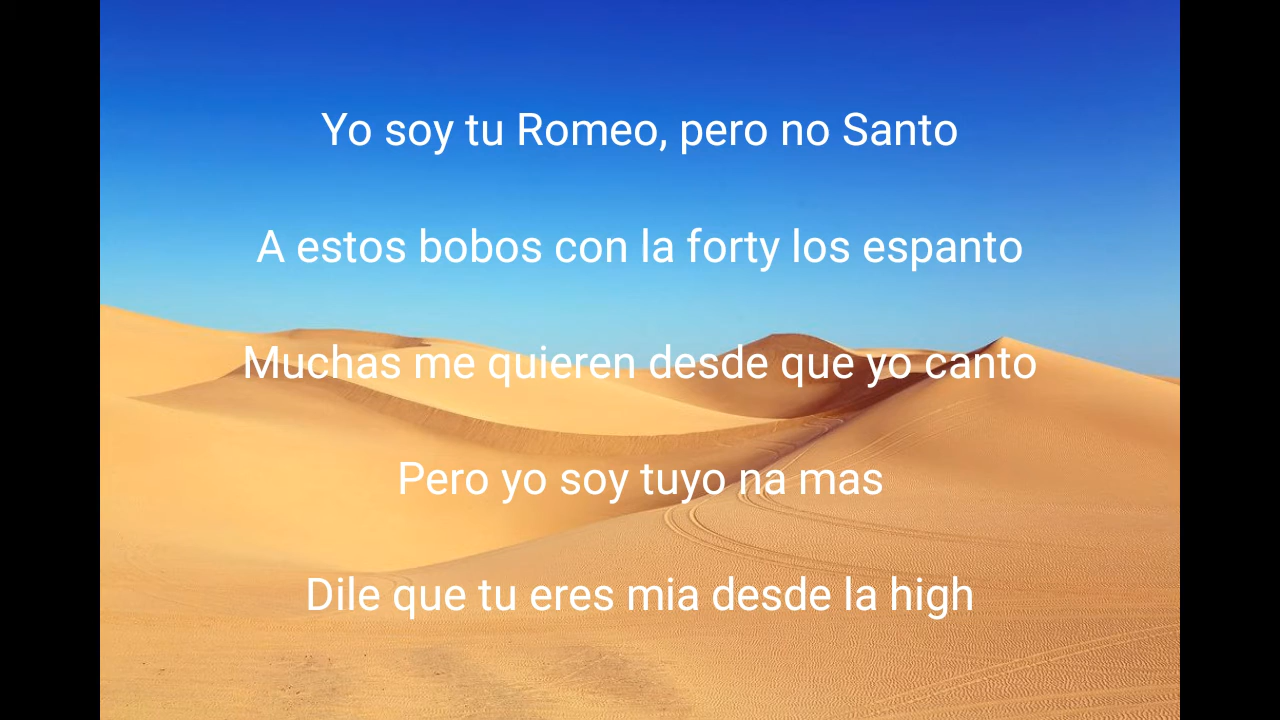 Yo soy tu Romeo, pero no Santo
A estos bobos con la forty los espanto
Muchas me quieren desde que yo canto
Pero yo soy tuyo na mas
Dile que tu eres mia desde la high